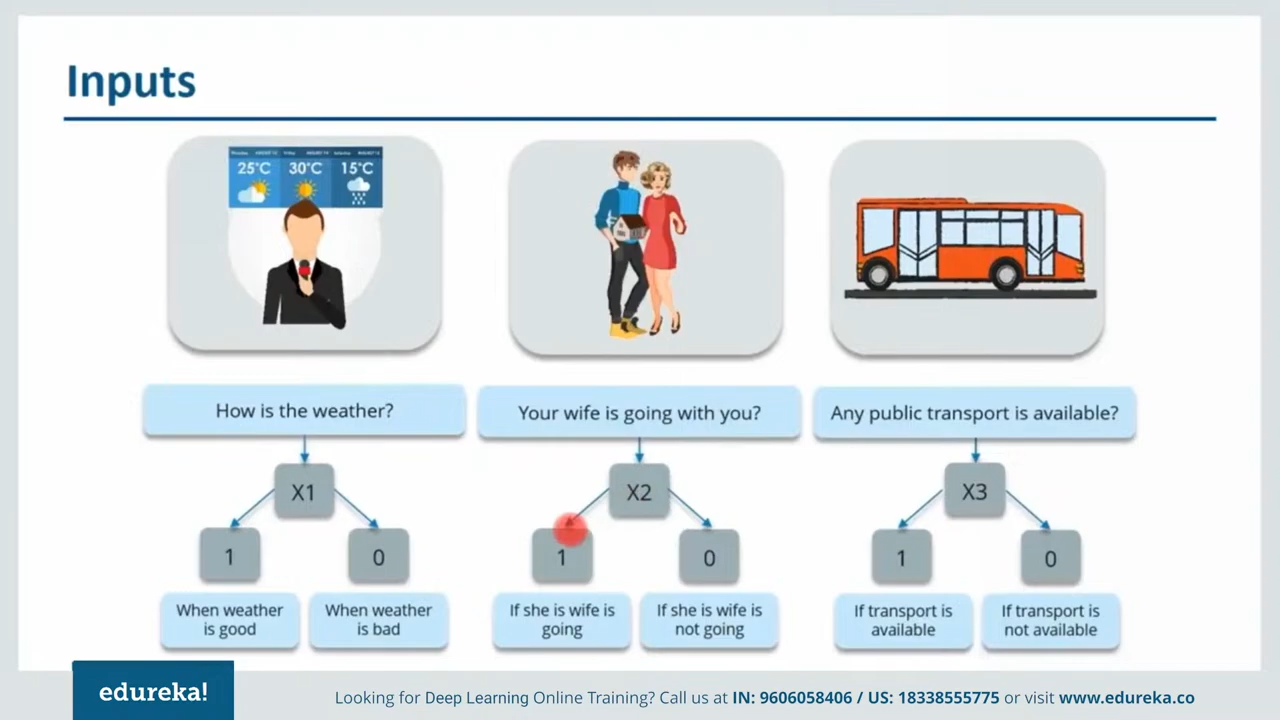 Inputs
25°C 30°C 15°C
How is the weather?
X1
1
0
When weather
is good
When weather
is bad
Your wife is going with you?
X2
1
0
If she is wife is
going
If she is wife is
not going
Any public transport is available?
X3
1
0
If transport is
available
If transport is
not available
edureka!
Looking for Deep Learning Online Training? Call us at IN: 9606058406 / US: 18338555775 or visit www.edureka.co